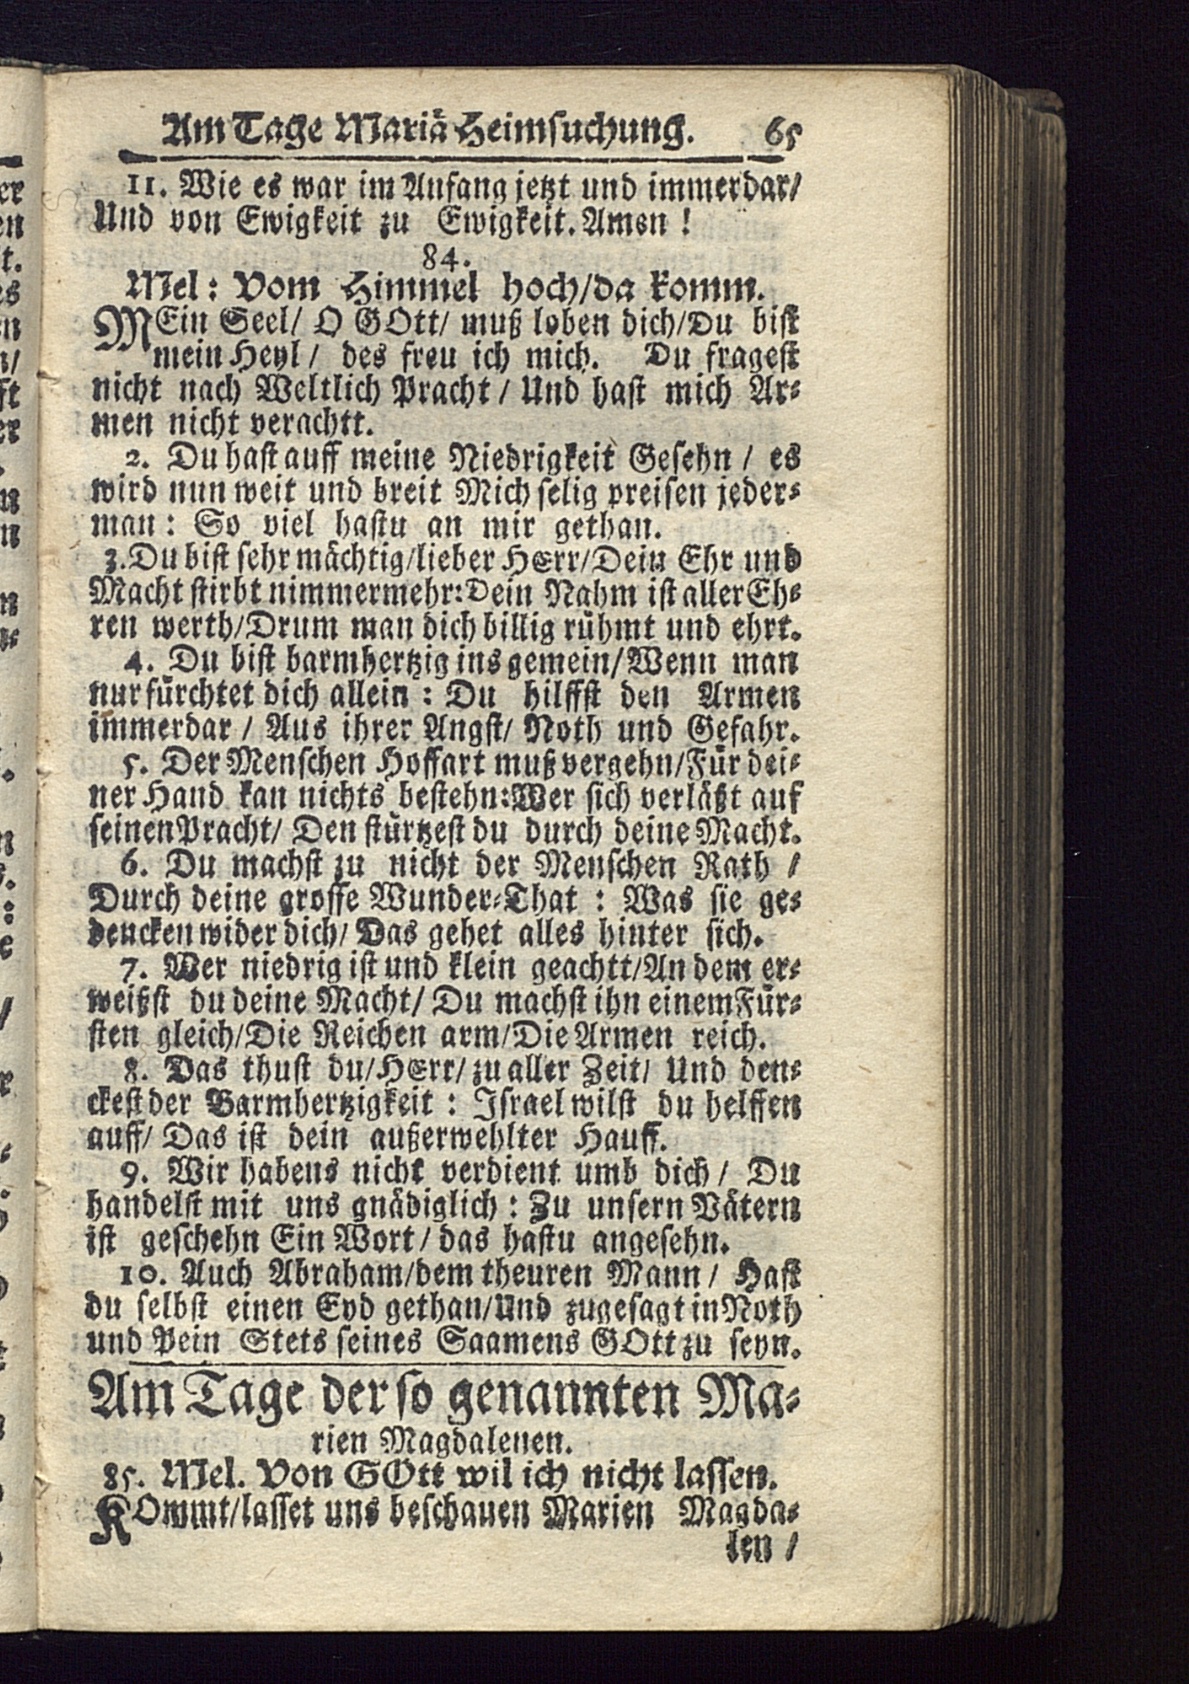 Am Tage Mariä Heimsuchung. 65
11. Wie es war im Anfang jetzt und immerdar/
Und von Ewigkeit zu Ewigkeit. Amen!
84.
Mel: Vom Himmel hoch/da komm.
MEin Seel/ O GOtt/ muß loben dich/Du bist
mein Heyl/ des freu ich mich. Du fragest
nicht nach Weltlich Pracht/ Und hast mich Ar-
men nicht verachtt.
2. Du hast auff meine Niedrigkeit Gesehn/ es
wird nun weit und breit Mich selig preisen jeder-
man: So viel hastu an mir gethan.
3. Du bist sehr mächtig/lieber HErr/Dein Ehr und
Macht stirbt nimmermehr: Dein Nahm ist aller Eh-
ren werth/Drum man dich billig rühmt und ehrt.
4. Du bist barmhertzig ins gemein/Wenn man
nur fürchtet dich allein: Du hilffst den Armen
immerdar/ Aus ihrer Angst/ Noth und Gefahr.
5. Der Menschen Hoffart muß vergehn/Für dei-
ner Hand kan nichts bestehn: Wer sich verläßt auf
seinen Pracht/ Den stürtzest du durch deine Macht.
6. Du machst zu nicht der Menschen Rath/
Durch deine grosse Wunder-That: Was sie ge-
dencken wider dich/ Das gehet alles hinter sich.
7. Wer niedrig ist und klein geachtt/An dem er-
weißst du deine Macht/ Du machst ihn einem Für-
sten gleich/Die Reichen arm/Die Armen reich.
8. Das thust du/HErr/zu aller Zeit/ Und den-
ckest der Barmhertzigkeit: Israel wilst du helffen
auff/ Das ist dein außerwehlter Hauff.
9. Wir habens nicht verdient umb dich/ Du
handelst mit uns gnädiglich: Zu unsern Vätern
ist geschehn Ein Wort/ das hastu angesehn.
10. Auch Abraham/dem theuren Mann/ Hast
du selbst einen Eyd gethan/Und zugesagt in Noth
und Pein Stets seines Saamens GOtt zu seyn.
Am Tage der so genannten Ma-
rien Magdalenen.
85. Mel. Von GOtt wil ich nicht lassen.
KOmmt/lasset uns beschauen Marien Magda-
len/